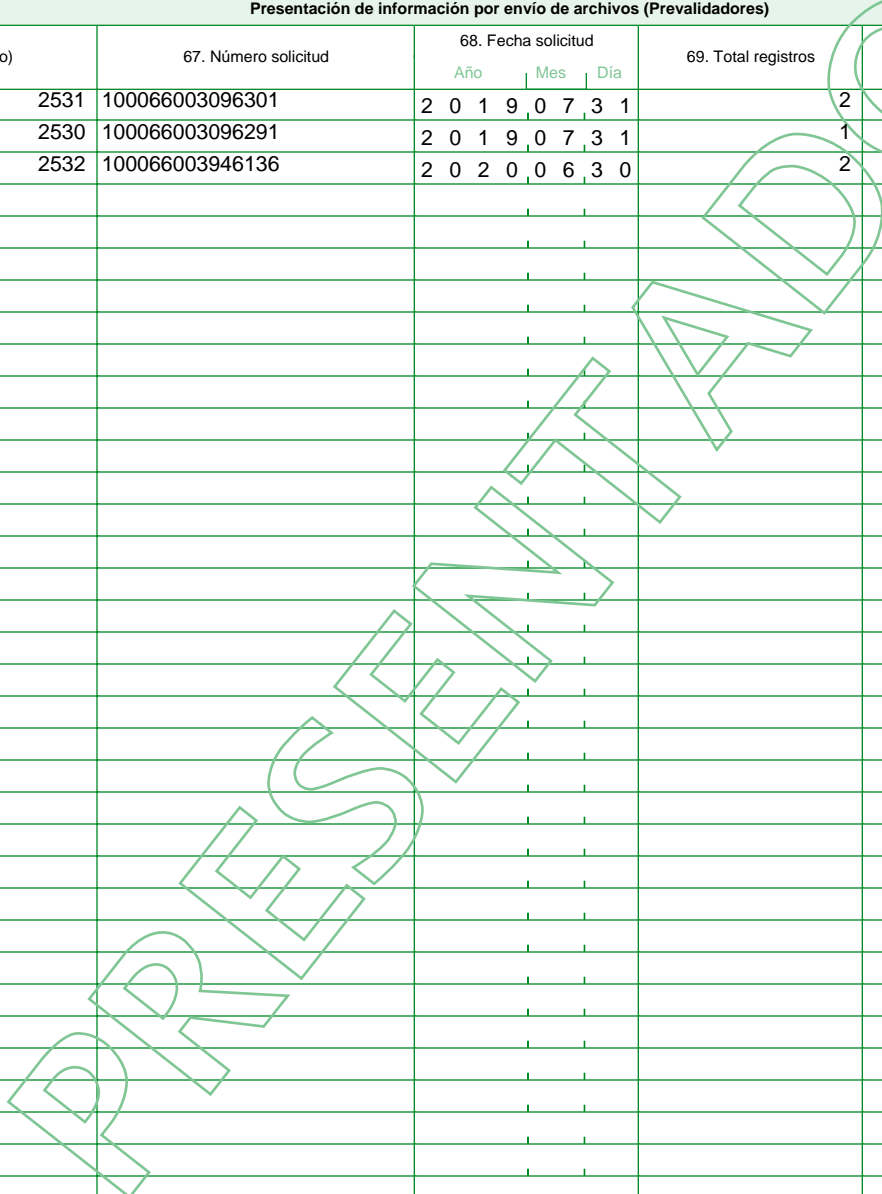 Presentación de información por envío de archivos (Prevalidadores)
o) 67. Número solicitud 68. Fecha solicitud 69. Total registros
Año Mes Día
2531 100066003096301 2 0 1 9 0 7 3 1 2
2530 100066003096291 2 0 1 9 0 7 3 1 1
2532 100066003946136 2 0 2 0 0 6 3 0 2
PRESENTADO